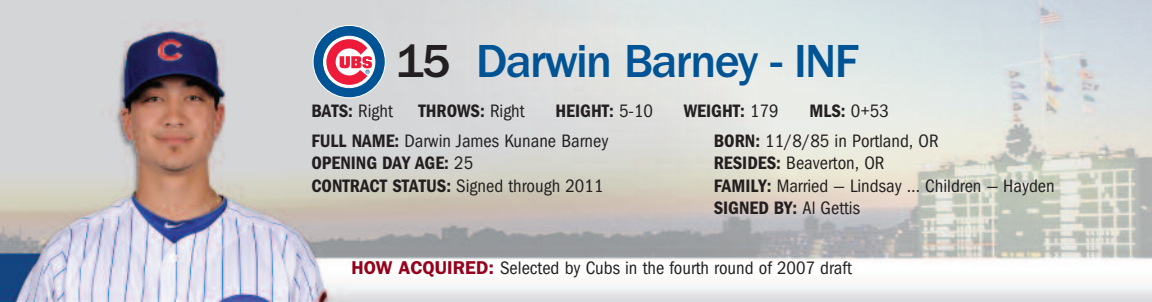 C
CUBS
15 Darwin Barney - INF
BATS: Right THROWS: Right HEIGHT: 5-10 WEIGHT: 179 MLS: 0+53
FULL NAME: Darwin James Kunane Barney
OPENING DAY AGE: 25
CONTRACT STATUS: Signed through 2011
BORN: 11/8/85 in Portland, OR
RESIDES: Beaverton, OR
FAMILY: Married — Lindsay ... Children — Hayden
SIGNED BY: Al Gettis
HOW ACQUIRED: Selected by Cubs in the fourth round of 2007 draft